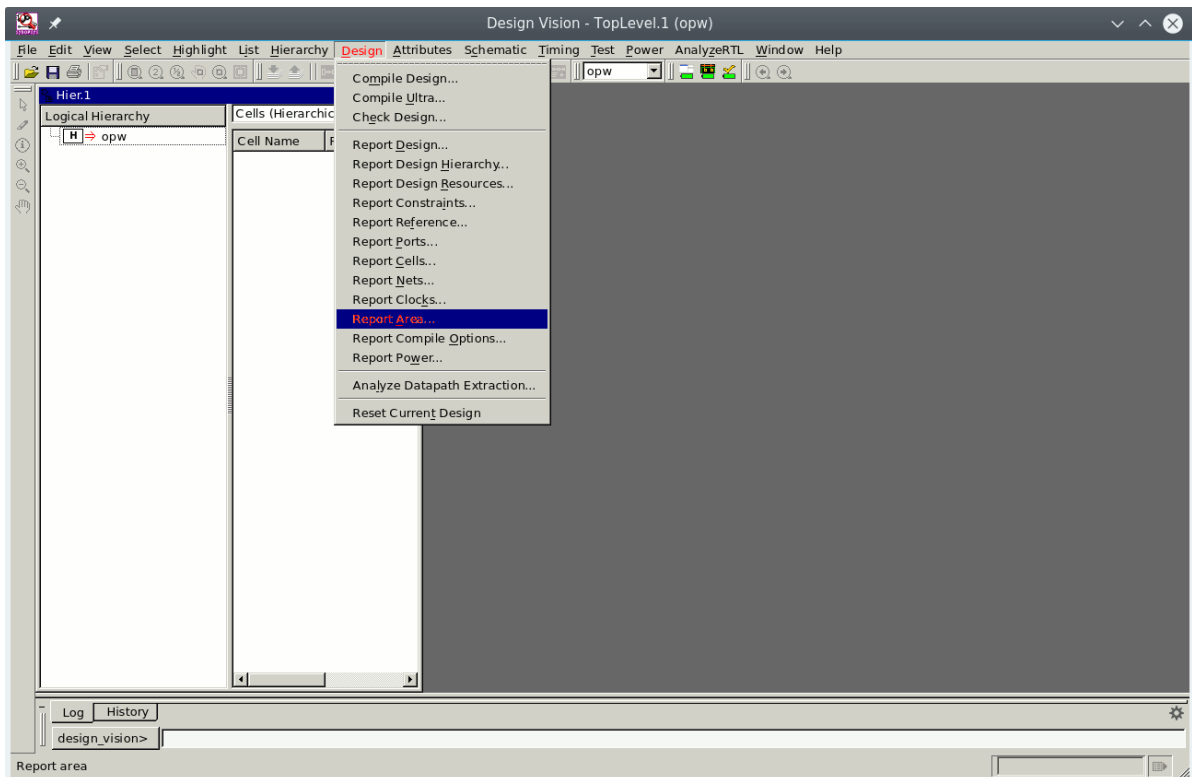 Design Vision - TopLevel.1 (opw)
File Edit View Select Highlight List Hierarchy Design Attributes Schematic Timing Test Power AnalyzeRTL Window Help
opw
Hier.1
Logical Hierarchy
Cells (Hierarchic
H opw
Cell Name
Compile Design...
Compile Ultra...
Check Design...
Report Design...
Report Design Hierarchy...
Report Design Resources...
Report Constraints...
Report Reference...
Report Ports...
Report Cells...
Report Nets...
Report Clocks...
Report Area...
Report Compile Options...
Report Power...
Analyze Datapath Extraction...
Reset Current Design
Log History
design_vision>
Report area